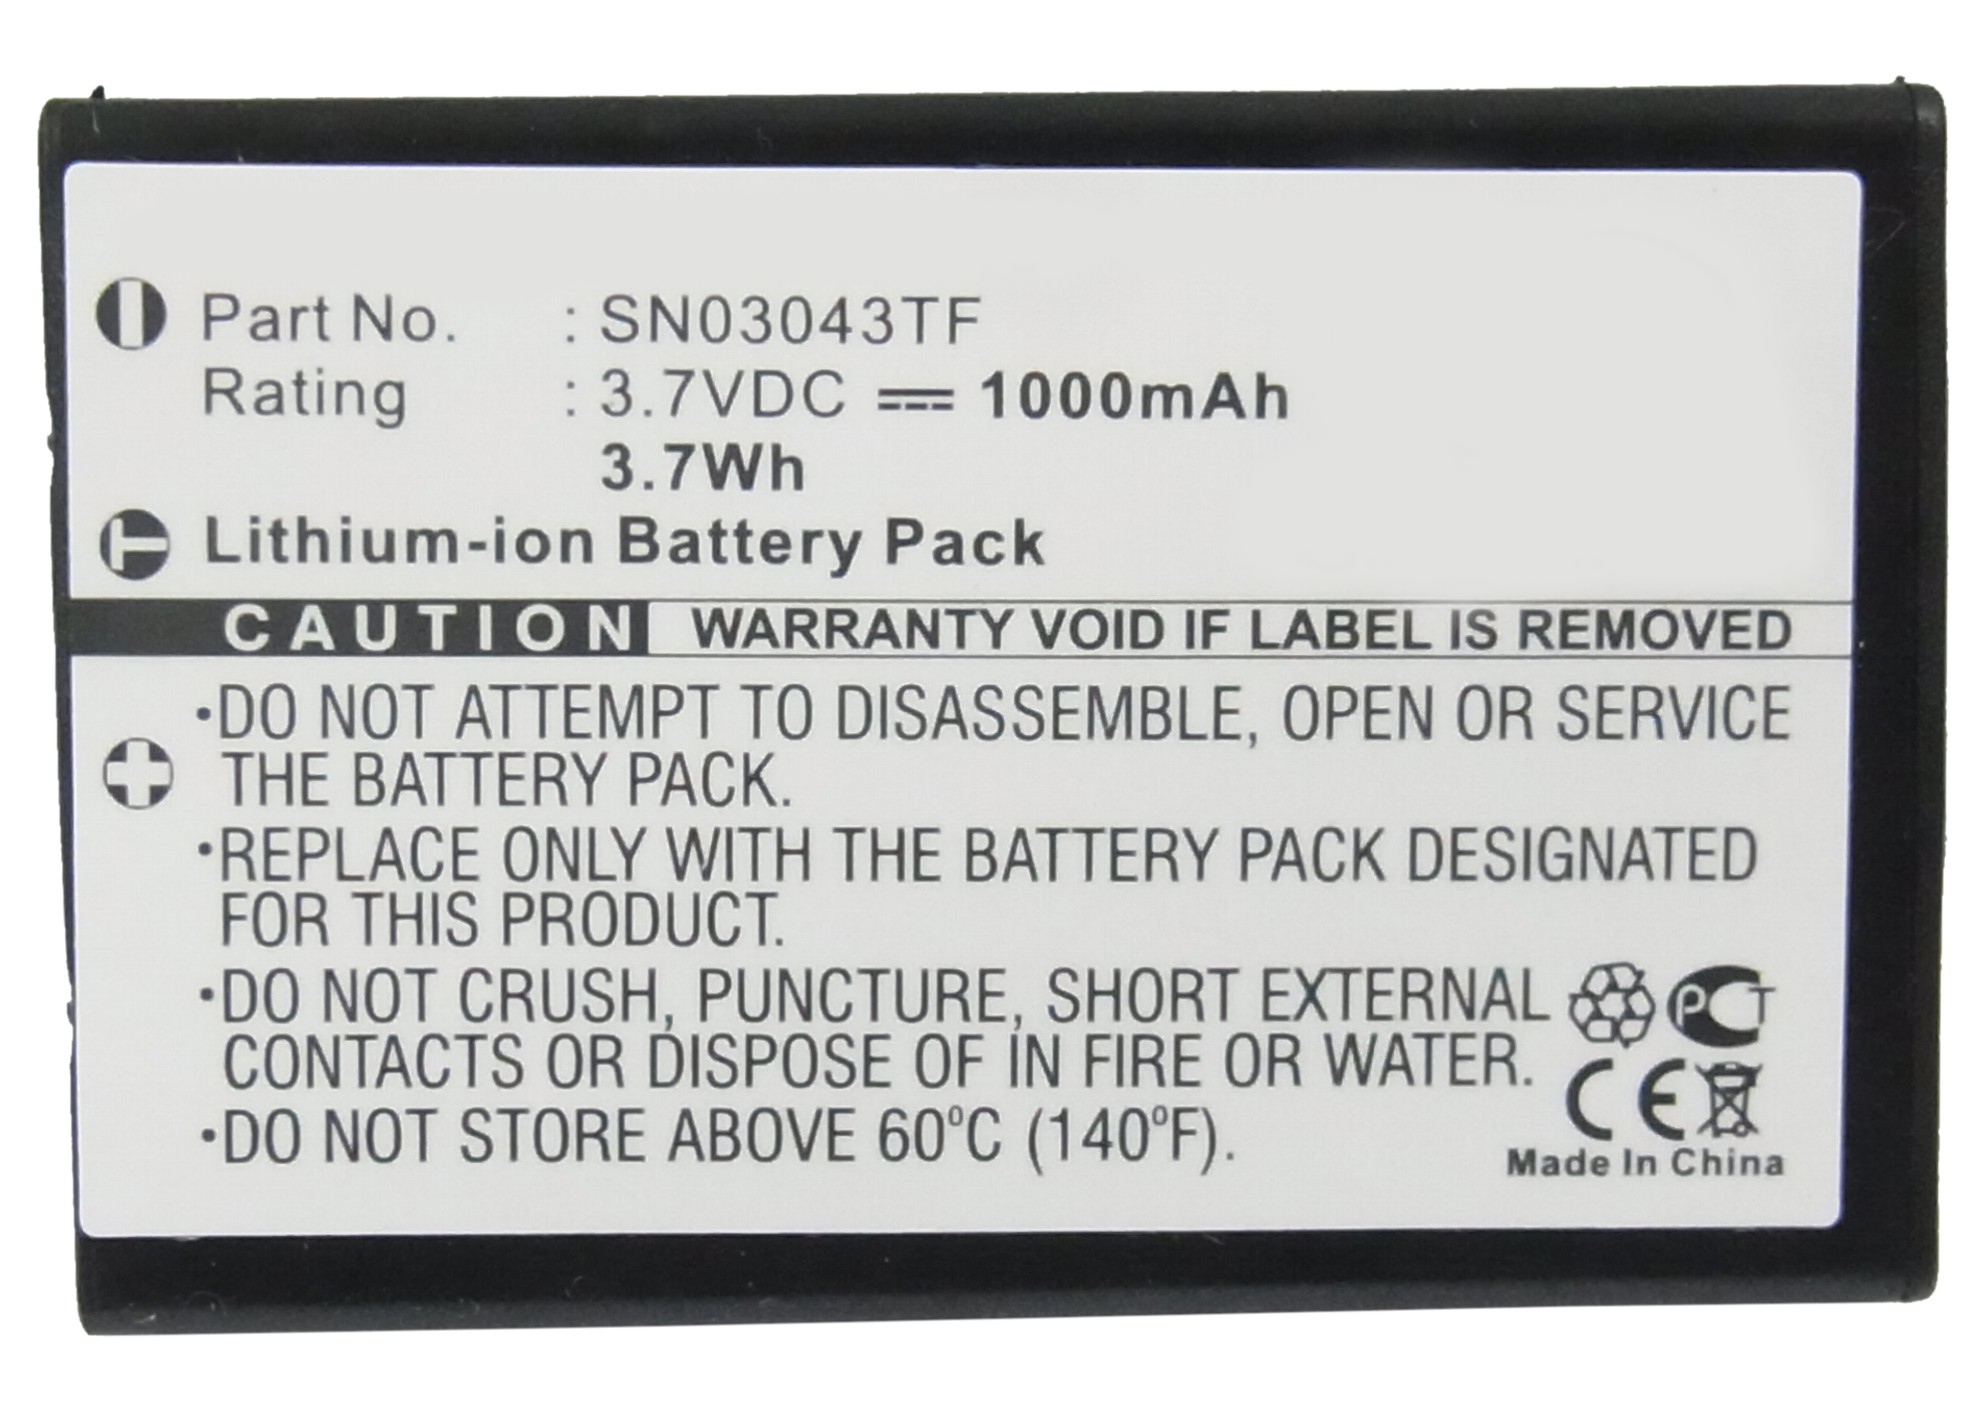 Part No. : SN03043TF
Rating : 3.7VDC 1000mAh
3.7Wh
Lithium-ion Battery Pack
CAUTION WARRANTY VOID IF LABEL IS REMOVED
•DO NOT ATTEMPT TO DISASSEMBLE, OPEN OR SERVICE
THE BATTERY PACK.
•REPLACE ONLY WITH THE BATTERY PACK DESIGNATED
FOR THIS PRODUCT.
•DO NOT CRUSH, PUNCTURE, SHORT EXTERNAL
CONTACTS OR DISPOSE OF IN FIRE OR WATER.
•DO NOT STORE ABOVE 60°C (140°F).
PCT
CE
Made In China